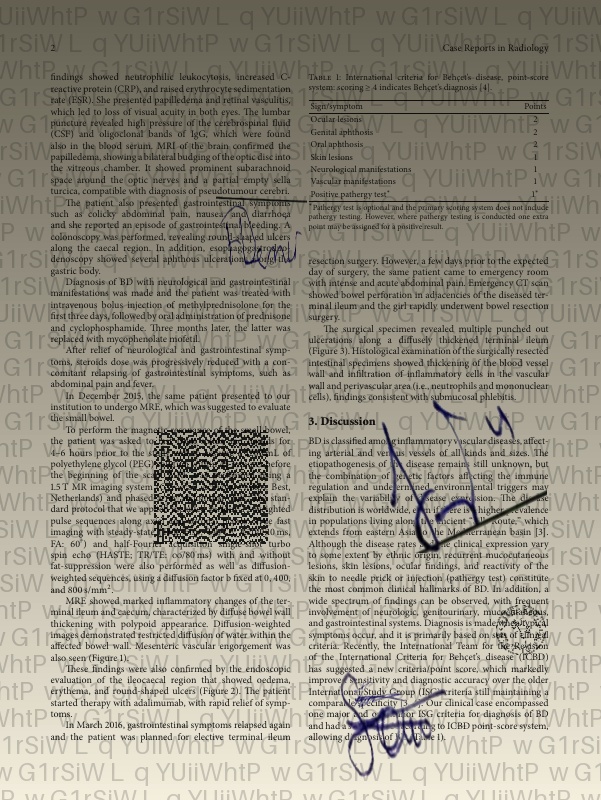 2
Case Reports in Radiology
findings showed neutrophilic leukocytosis, increased C-
reactive protein (CRP), and raised erythrocyte sedimentation
rate (ESR). She presented papilledema and retinal vasculitis,
which led to loss of visual acuity in both eyes. The lumbar
puncture revealed high pressure of the cerebrospinal fluid
(CSF) and oligoclonal bands of IgG, which were found
also in the blood serum. MRI of the brain confirmed the
papilledema, showing a bilateral budging of the optic disc into
the vitreous chamber. It showed prominent subarachnoid
space around the optic nerves and a partial empty sella
turcica, compatible with diagnosis of pseudotumour cerebri.
The patient also presented gastrointestinal symptoms
such as colicky abdominal pain, nausea, diarrhoea
and she reported an episode of gastrointestinal bleeding. A
colonoscopy was performed, revealing round-shaped ulcers
along the caecal region. In addition, esophagogastroduo-
denoscopy showed several aphthous ulcerations along the
gastric body.
Diagnosis of BD with neurological and gastrointestinal
manifestations was made and the patient was treated with
intravenous bolus injection of methylprednisolone for the
first three days, followed by oral administration of prednisone
and cyclophosphamide. Three months later, the latter was
replaced with mycophenolate mofetil.
After relief of neurological and gastrointestinal symp-
toms, steroids dose was progressively reduced with a con-
comitant relapsing of gastrointestinal symptoms, such as
abdominal pain and fever.
In December 2015, the same patient presented to our
institution to undergo MRE, which was suggested to evaluate
the small bowel.
To perform the magnetic of the small bowel,
the patient was asked to for
4–6 hours prior to the mL of
polyethylene glycol (PEG) before
the beginning of the a
1.5 T MR imaging system Best,
Netherlands) and phased stan-
dard protocol that we weighted
pulse sequences along fast
imaging with steady-state ms,
FA: 60°) and half-Fourier acquisition single-shot turbo
spin echo (HASTE; TR/TE: co/80 ms) with and without
fat-suppression were also performed as well as diffusion-
weighted sequences, using a diffusion factor b fixed at 0, 400,
and 800 s/mm².
MRE showed marked inflammatory changes of the ter-
minal ileum and caecum, characterized by diffuse bowel wall
thickening with polypoid appearance. Diffusion-weighted
images demonstrated restricted diffusion of water within the
affected bowel wall. Mesenteric vascular engorgement was
also seen (Figure 1).
These findings were also confirmed by the endoscopic
evaluation of the ileocaecal region that showed oedema,
erythema, and round-shaped ulcers (Figure 2). The patient
started therapy with adalimumab, with rapid relief of symp-
toms.
In March 2016, gastrointestinal symptoms relapsed again
and the patient was planned for elective terminal ileum
Table 1: International criteria for Behçet's disease, point-score
system: scoring ≥ 4 indicates Behçet's diagnosis [4].
Sign/symptom Points
Ocular lesions 2
Genital aphthosis 2
Oral aphthosis 2
Skin lesions 1
Neurological manifestations 1
Vascular manifestations 1
Positive pathergy test* 1*
*Pathergy test is optional and the primary scoring system does not include
pathergy testing. However, where pathergy testing is conducted one extra
point may be assigned for a positive result.
resection surgery. However, a few days prior to the expected
day of surgery, the same patient came to emergency room
with intense and acute abdominal pain. Emergency CT scan
showed bowel perforation in adjacencies of the diseased ter-
minal ileum and the girl rapidly underwent bowel resection
surgery.
The surgical specimen revealed multiple punched out
ulcerations along a diffusely thickened terminal ileum
(Figure 3). Histological examination of the surgically resected
intestinal specimens showed thickening of the blood vessel
wall and infiltration of inflammatory cells in the vascular
wall and perivascular area (i.e., neutrophils and mononuclear
cells), findings consistent with submucosal phlebitis.
3. Discussion
BD is classified among inflammatory vascular diseases, affect-
ing arterial and venous vessels of all kinds and sizes. The
etiopathogenesis of disease remain still unknown, but
the combination of genetic factors modulating the immune
regulation and undetermined environmental triggers may
explain the variability of disease expression. The disease
distribution is worldwide, even if there is higher prevalence
in populations living along the ancient Route," which
extends from eastern Asia to the Mediterranean basin [3].
Although the disease rates the clinical expression vary
to some extent by ethnic origin, recurrent mucocutaneous
lesions, skin lesions, ocular findings, and reactivity of the
skin to needle prick or injection (pathergy test) constitute
the most common clinical hallmarks of BD. In addition, a
wide spectrum of findings can be observed, with frequent
involvement of neurologic, genitourinary, mucocutaneous,
and gastrointestinal systems. Diagnosis is made when typical
symptoms occur, and it is primarily based on set of clinical
criteria. Recently, the International Team for the Revision
of the International Criteria for Behçet's disease (ICBD)
has suggested a new criteria/point score, which markedly
improved sensitivity and diagnostic accuracy over the older
International Study Group (ISG) criteria still maintaining a
comparable specificity [3 ]. Our clinical case encompassed
one major and minor ISG criteria for diagnosis of BD
and had a according to ICBD point-score system,
allowing diagnosis of BD (Table 1).